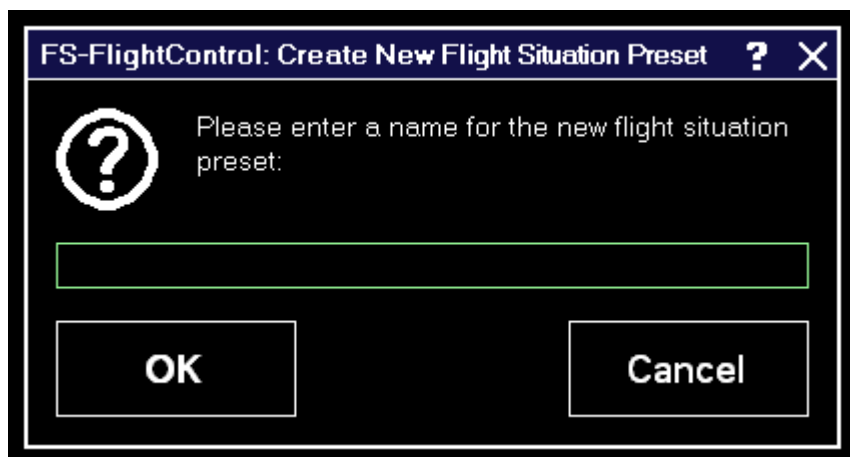 FS-FlightControl: Create New Flight Situation Preset ? X
Please enter a name for the new flight situation
preset:
OK
Cancel